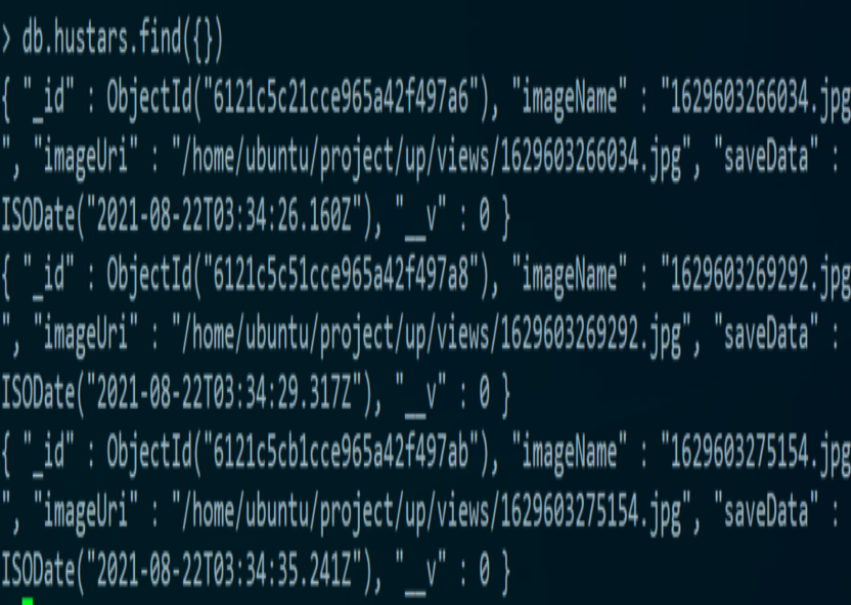 > db.hustars.find({})
{ "_id" : ObjectId("6121c5c21cce965a42f497a6"), "imageName" : "1629603266034.jpg
", "imageUri" : "/home/ubuntu/project/up/views/1629603266034.jpg", "saveData" :
ISODate("2021-08-22T03:34:26.160Z"), "__v" : 0 }
{ "_id" : ObjectId("6121c5c51cce965a42f497a8"), "imageName" : "1629603269292.jpg
", "imageUri" : "/home/ubuntu/project/up/views/1629603269292.jpg", "saveData" :
ISODate("2021-08-22T03:34:29.317Z"), "__v" : 0 }
{ "_id" : ObjectId("6121c5cb1cce965a42f497ab"), "imageName" : "1629603275154.jpg
", "imageUri" : "/home/ubuntu/project/up/views/1629603275154.jpg", "saveData" :
ISODate("2021-08-22T03:34:35.241Z"), "__v" : 0 }